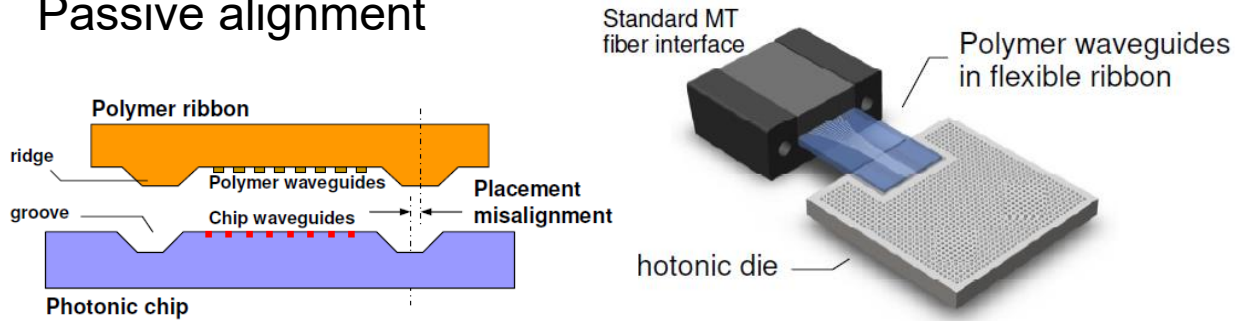 Passive alignment
Polymer ribbon
ridge
Polymer waveguides
groove
Chip waveguides
Placement
misalignment
Photonic chip
Standard MT
fiber interface
Polymer waveguides
in flexible ribbon
hotonic die